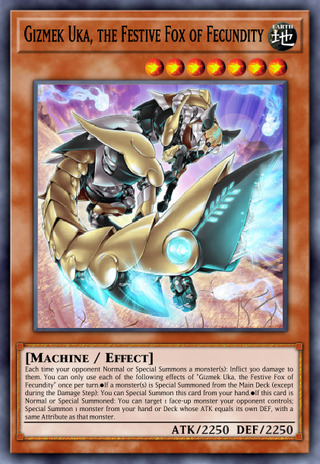 Gizmek Uka, the Festive Fox of Fecundity
EARTH
地
[Machine / Effect]
Each time your opponent Normal or Special Summons a monster(s): Inflict 300 damage to
them. You can only use each of the following effects of "Gizmek Uka, the Festive Fox of
Fecundity" once per turn.●If a monster(s) is Special Summoned from the Main Deck (except
during the Damage Step): You can Special Summon this card from your hand.●If this card is
Normal or Special Summoned: You can target 1 face-up monster your opponent controls;
Special Summon 1 monster from your hand or Deck whose ATK equals its own DEF, with a
same Attribute as that monster.
ATK/2250 DEF/2250